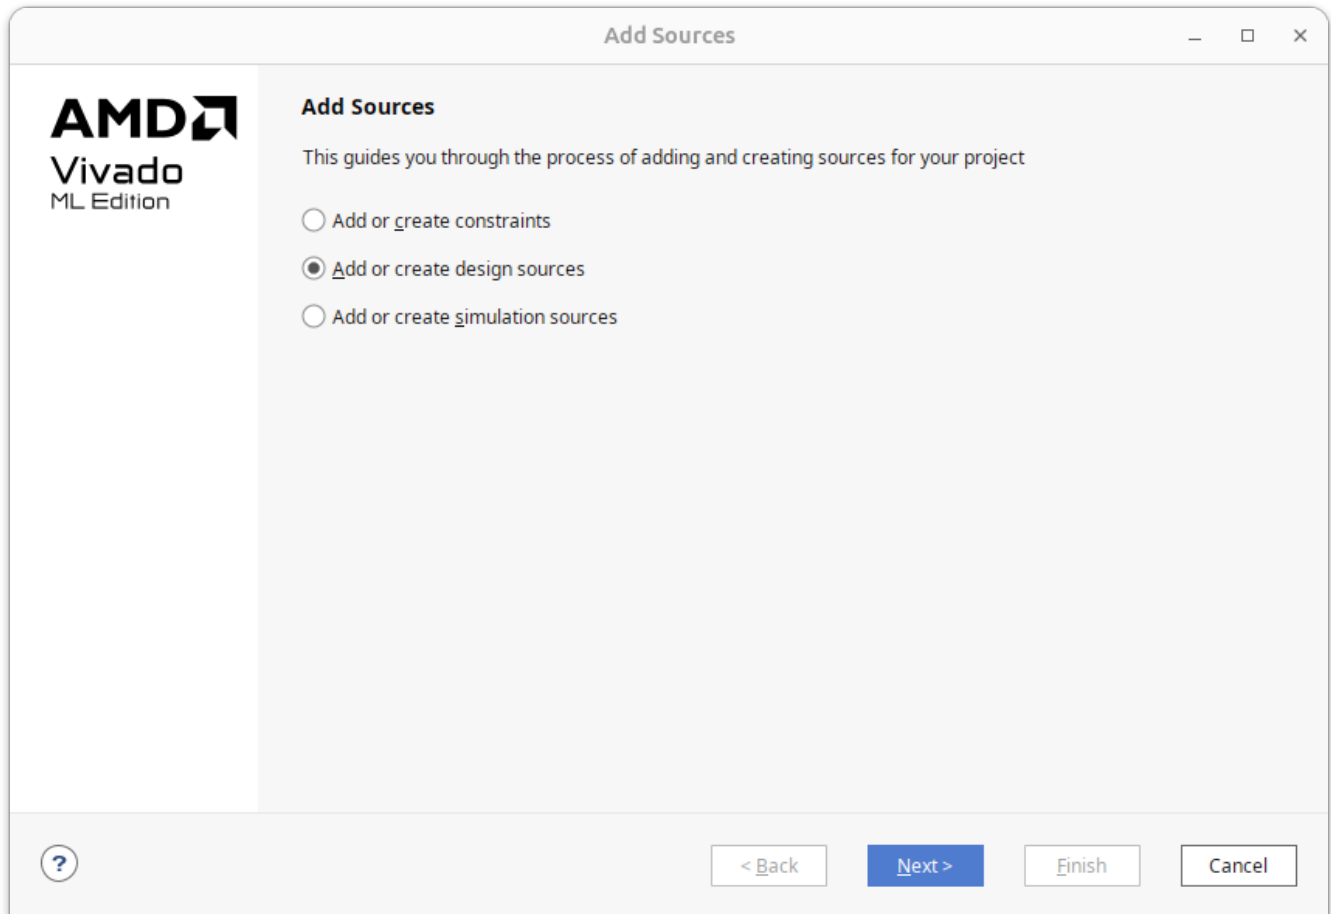 Add Sources
AMD
Vivado
ML Edition
Add Sources
This guides you through the process of adding and creating sources for your project
Add or create constraints
Add or create design sources
Add or create simulation sources
?
< Back
Next >
Finish
Cancel